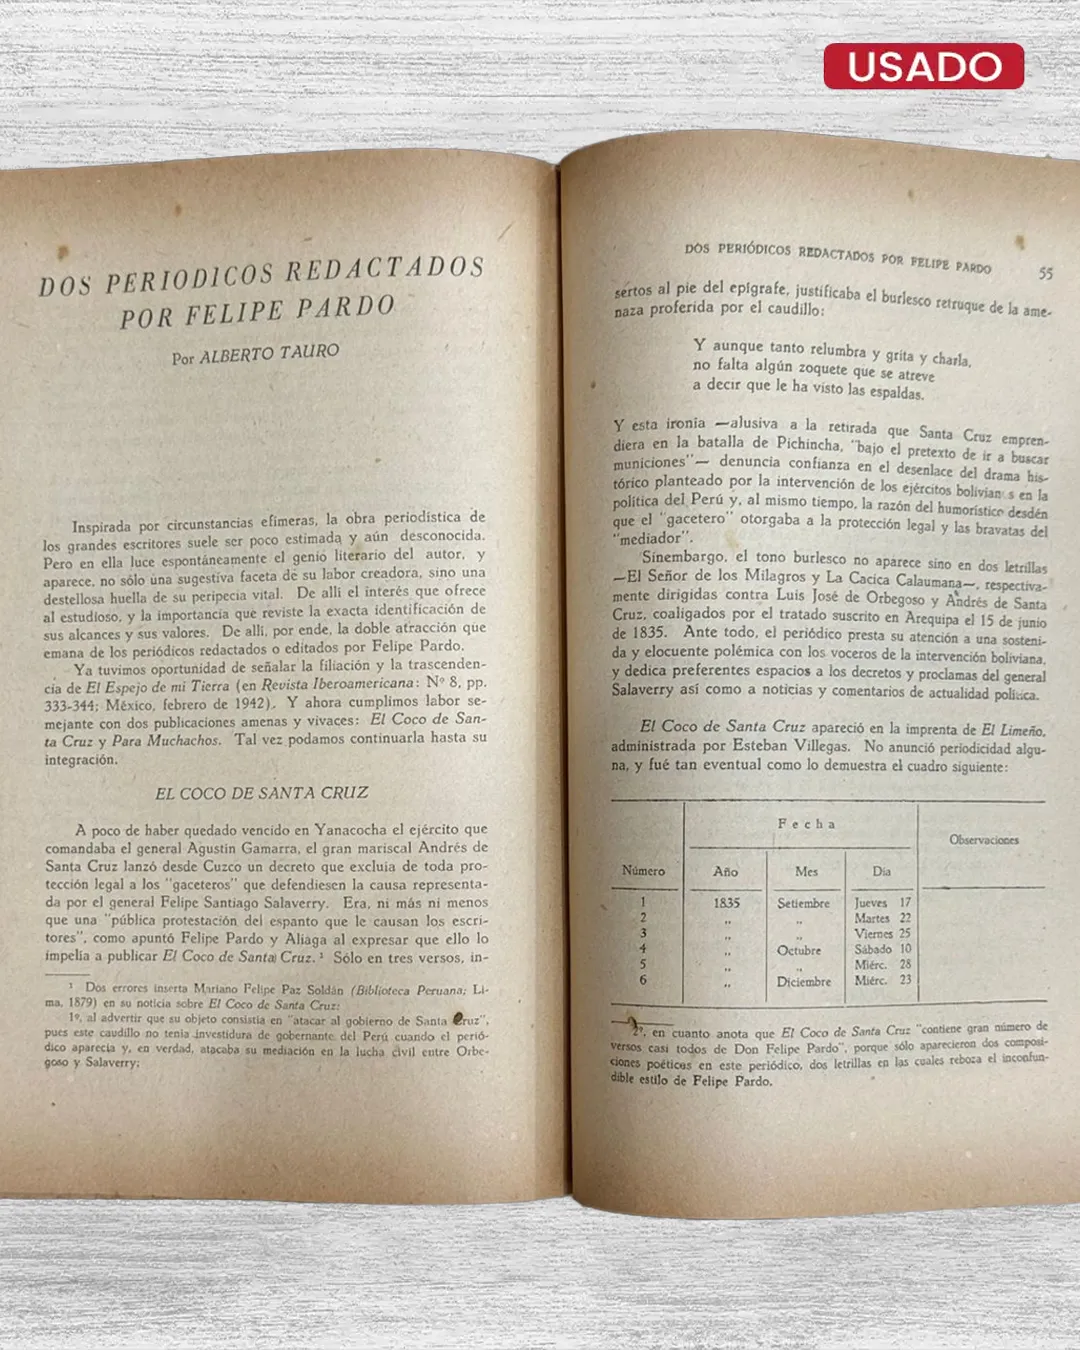 USADO
DOS PERIODICOS REDACTADOS
POR FELIPE PARDO
Por ALBERTO TAURO
Inspirada por circunstancias efímeras, la obra periodística de
los grandes escritores suele ser poco estimada y aún desconocida.
Pero en ella luce espontáneamente el genio literario del autor, y
aparece, no sólo una sugestiva faceta de su labor creadora, sino una
destellosa huella de su peripecia vital. De allí el interés que ofrece
al estudioso, y la importancia que reviste la exacta identificación de
sus alcances y sus valores. De allí, por ende, la doble atracción que
emana de los periódicos redactados o editados por Felipe Pardo.
Ya tuvimos oportunidad de señalar la filiación y la trascenden-
cia de El Espejo de mi Tierra (en Revista Iberoamericana: Nº 8, pp.
333-344; México, febrero de 1942). Y ahora cumplimos labor se-
mejante con dos publicaciones amenas y vivaces: El Coco de San-
ta Cruz y Para Muchachos. Tal vez podamos continuarla hasta su
integración.
EL COCO DE SANTA CRUZ
A poco de haber quedado vencido en Yanacocha el ejército que
comandaba el general Agustín Gamarra, el gran mariscal Andrés de
Santa Cruz lanzó desde Cuzco un decreto que excluía de toda pro-
tección legal a los "gaceteros" que defendiesen la causa representa-
da por el general Felipe Santiago Salaverry. Era, ni más ni menos
que una "pública protestación del espanto que le causan los escri-
tores", como apuntó Felipe Pardo y Aliaga al expresar que ello lo
impelía a publicar El Coco de Santa Cruz. ¹ Sólo en tres versos, in-
¹ Dos errores inserta Mariano Felipe Paz Soldán (Biblioteca Peruana; Li-
ma, 1879) en su noticia sobre El Coco de Santa Cruz:
1º, al advertir que su objeto consistía en "atacar al gobierno de Santa Cruz",
pues este caudillo no tenía investidura de gobernante del Perú cuando el perió-
dico aparecía y, en verdad, atacaba su mediación en la lucha civil entre Orbe-
goso y Salaverry;
DOS PERIÓDICOS REDACTADOS POR FELIPE PARDO 55
sertos al pie del epígrafe, justificaba el burlesco retruque de la ame-
naza proferida por el caudillo:
Y aunque tanto relumbra y grita y charla,
no falta algún zoquete que se atreve
a decir que le ha visto las espaldas.
Y esta ironía —alusiva a la retirada que Santa Cruz empren-
diera en la batalla de Pichincha, "bajo el pretexto de ir a buscar
municiones"— denuncia confianza en el desenlace del drama his-
tórico planteado por la intervención de los ejércitos bolivian s en la
política del Perú y, al mismo tiempo, la razón del humorístico desdén
que el "gacetero" otorgaba a la protección legal y las bravatas del
"mediador".
Sinembargo, el tono burlesco no aparece sino en dos letrillas
—El Señor de los Milagros y La Cacica Calaumana—, respectiva-
mente dirigidas contra Luis José de Orbegoso y Andrés de Santa
Cruz, coaligados por el tratado suscrito en Arequipa el 15 de junio
de 1835. Ante todo, el periódico presta su atención a una sosteni-
da y elocuente polémica con los voceros de la intervención boliviana,
y dedica preferentes espacios a los decretos y proclamas del general
Salaverry así como a noticias y comentarios de actualidad política.
El Coco de Santa Cruz apareció en la imprenta de El Limeño,
administrada por Esteban Villegas. No anunció periodicidad algu-
na, y fué tan eventual como lo demuestra el cuadro siguiente:
Fecha
Observaciones
Número Año Mes Día
1 1835 Setiembre Jueves 17
2 ,, ,, Martes 22
3 ,, ,, Viernes 25
4 ,, Octubre Sábado 10
5 ,, ,, Miérc. 28
6 ,, Diciembre Miérc. 23
2º, en cuanto anota que El Coco de Santa Cruz "contiene gran número de
versos casi todos de Don Felipe Pardo", porque sólo aparecieron dos composi-
ciones poéticas en este periódico, dos letrillas en las cuales reboza el inconfun-
dible estilo de Felipe Pardo.